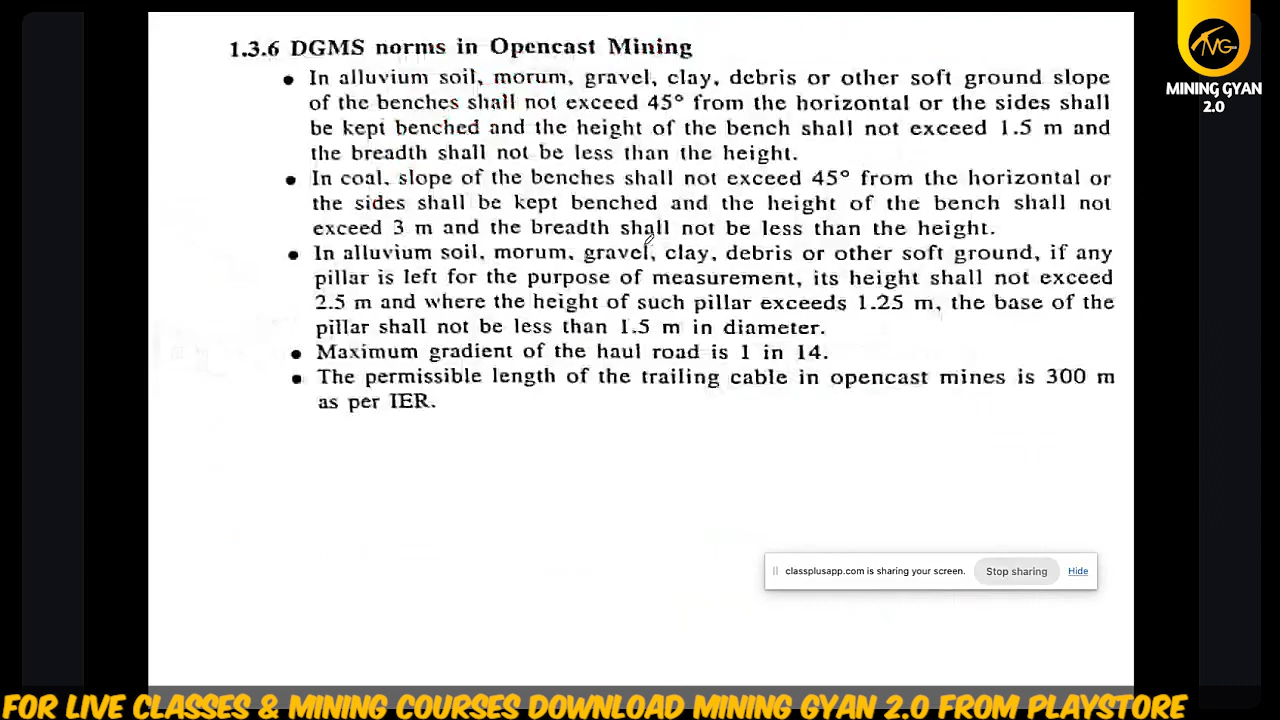 1.3.6 DGMS norms in Opencast Mining
• In alluvium soil, morum, gravel, clay, debris or other soft ground slope
of the benches shall not exceed 45° from the horizontal or the sides shall
be kept benched and the height of the bench shall not exceed 1.5 m and
the breadth shall not be less than the height.
• In coal, slope of the benches shall not exceed 45° from the horizontal or
the sides shall be kept benched and the height of the bench shall not
exceed 3 m and the breadth shall not be less than the height.
• In alluvium soil, morum, gravel, clay, debris or other soft ground, if any
pillar is left for the purpose of measurement, its height shall not exceed
2.5 m and where the height of such pillar exceeds 1.25 m, the base of the
pillar shall not be less than 1.5 m in diameter.
• Maximum gradient of the haul road is 1 in 14.
• The permissible length of the trailing cable in opencast mines is 300 m
as per IER.
MINING GYAN
2.0
classplusapp.com is sharing your screen. Stop sharing Hide
FOR LIVE CLASSES & MINING COURSES DOWNLOAD MINING GYAN 2.0 FROM PLAYSTORE